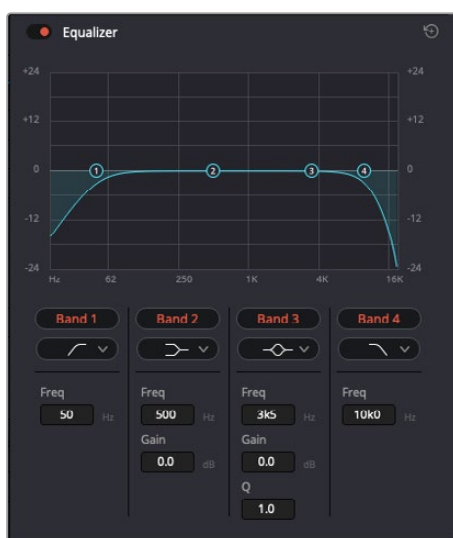 Equalizer
+24 +24
+12 +12
0 1 2 3 4 0
-12 -12
-24 -24
Hz 62 250 1K 4K 16K
Band 1 Band 2 Band 3 Band 4
Freq Freq Freq Freq
50 Hz 500 Hz 3k5 Hz 10k0 Hz
Gain Gain
0.0 dB 0.0 dB
Q
1.0